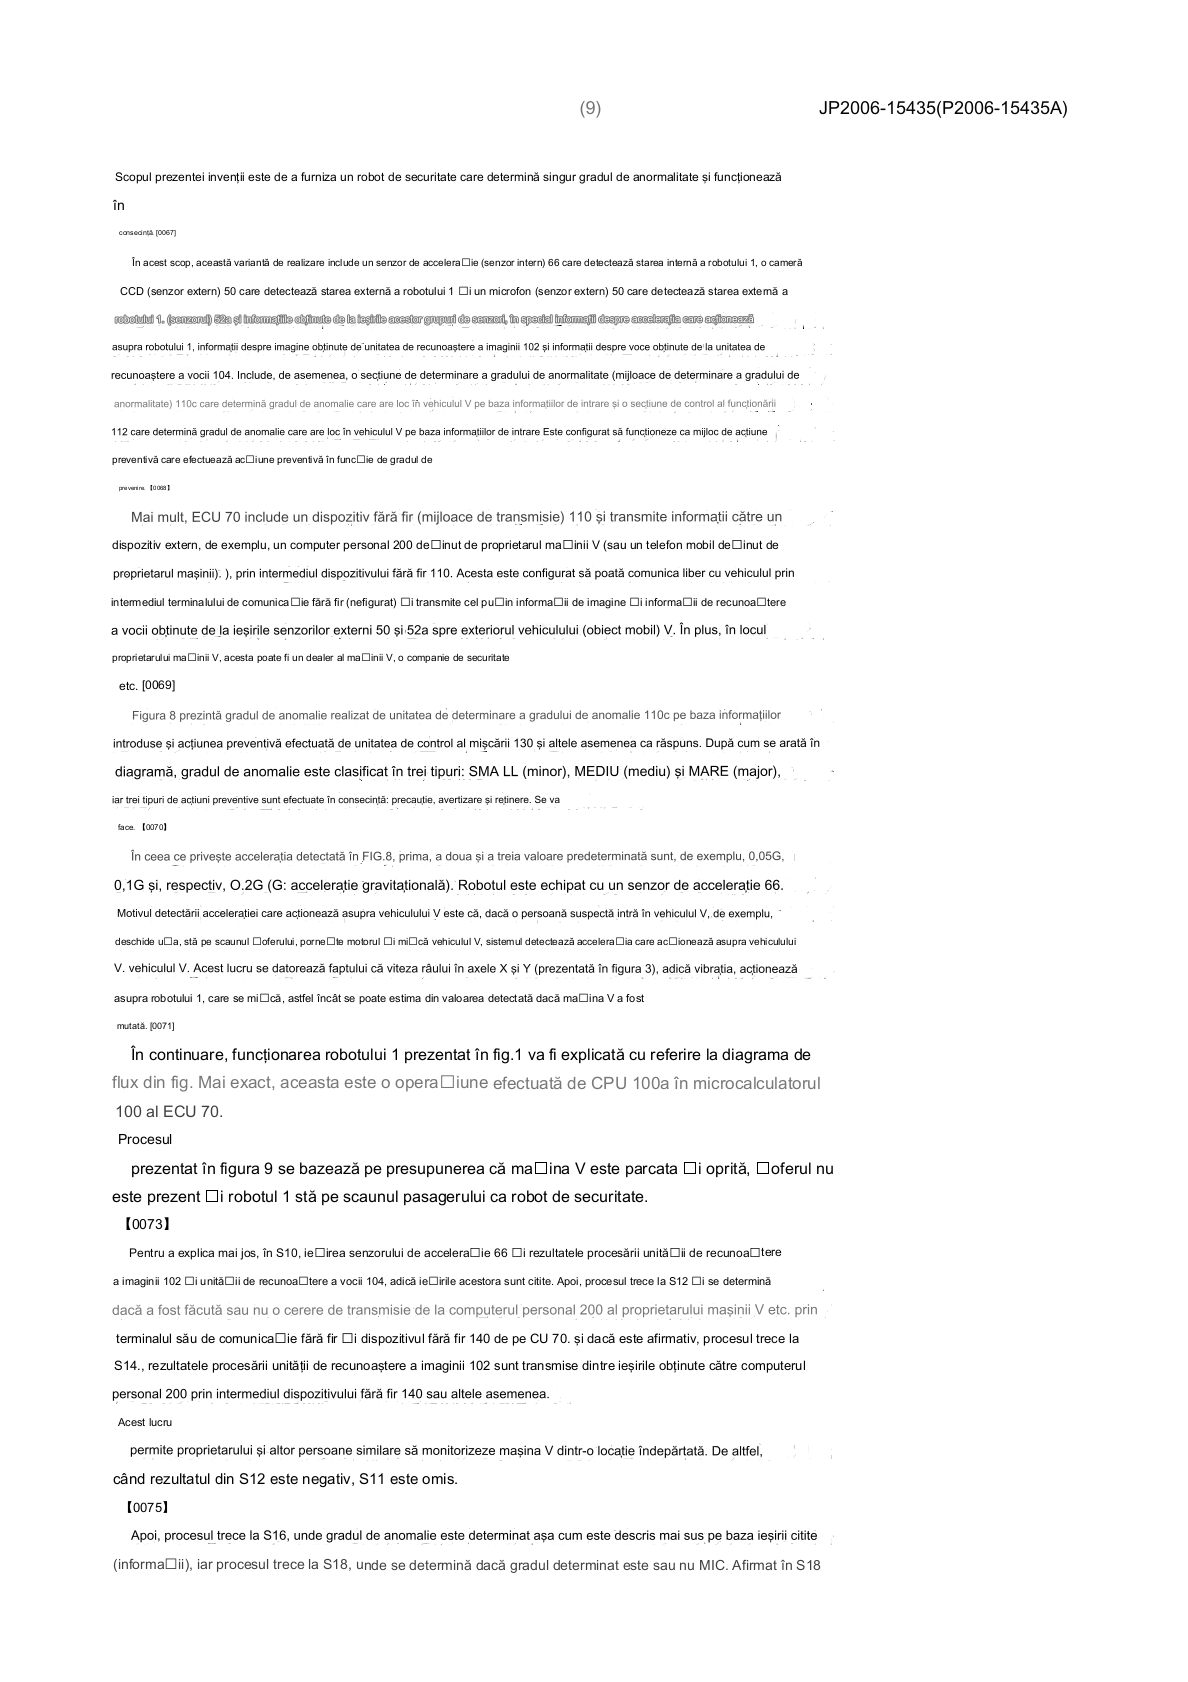 (9)
JP2006-15435(P2006-15435A)
Scopul prezentei invenții este de a furniza un robot de securitate care determină singur gradul de anormalitate și funcționează
în
consecință. [0067]
În acest scop, această variantă de realizare include un senzor de accelera□ie (senzor intern) 66 care detectează starea internă a robotului 1, o cameră
CCD (senzor extern) 50 care detectează starea externă a robotului 1 □i un microfon (senzor extern) 50 care detectează starea externă a
robotului 1. (senzorul) 52a și informațiile obținute de la ieșirile acestor grupuri de senzori, în special informații despre accelerația care acționează
asupra robotului 1, informații despre imagine obținute de unitatea de recunoaștere a imaginii 102 și informații despre voce obținute de la unitatea de
recunoaștere a vocii 104. Include, de asemenea, o secțiune de determinare a gradului de anormalitate (mijloace de determinare a gradului de
anormalitate) 110c care determină gradul de anomalie care are loc în vehiculul V pe baza informațiilor de intrare și o secțiune de control al funcționării
112 care determină gradul de anomalie care are loc în vehiculul V pe baza informațiilor de intrare Este configurat să funcționeze ca mijloc de acțiune
preventivă care efectuează ac□iune preventivă în func□ie de gradul de
prevenire. 【0068】
Mai mult, ECU 70 include un dispozitiv fără fir (mijloace de transmisie) 110 și transmite informații către un
dispozitiv extern, de exemplu, un computer personal 200 de□inut de proprietarul ma□inii V (sau un telefon mobil de□inut de
proprietarul mașinii). ), prin intermediul dispozitivului fără fir 110. Acesta este configurat să poată comunica liber cu vehiculul prin
intermediul terminalului de comunica□ie fără fir (nefigurat) □i transmite cel pu□in informa□ii de imagine □i informa□ii de recunoa□tere
a vocii obținute de la ieșirile senzorilor externi 50 și 52a spre exteriorul vehiculului (obiect mobil) V. În plus, în locul
proprietarului ma□inii V, acesta poate fi un dealer al ma□inii V, o companie de securitate
etc. [0069]
Figura 8 prezintă gradul de anomalie realizat de unitatea de determinare a gradului de anomalie 110c pe baza informațiilor
introduse și acțiunea preventivă efectuată de unitatea de control al mișcării 130 și altele asemenea ca răspuns. După cum se arată în
diagramă, gradul de anomalie este clasificat în trei tipuri: SMA LL (minor), MEDIU (mediu) și MARE (major),
iar trei tipuri de acțiuni preventive sunt efectuate în consecință: precauție, avertizare și reținere. Se va
face. 【0070】
În ceea ce privește accelerația detectată în FIG.8, prima, a doua și a treia valoare predeterminată sunt, de exemplu, 0,05G,
0,1G și, respectiv, O.2G (G: accelerație gravitațională). Robotul este echipat cu un senzor de accelerație 66.
Motivul detectării accelerației care acționează asupra vehiculului V este că, dacă o persoană suspectă intră în vehiculul V, de exemplu,
deschide u□a, stă pe scaunul □oferului, porne□te motorul □i mi□că vehiculul V, sistemul detectează accelera□ia care ac□ionează asupra vehiculului
V. vehiculul V. Acest lucru se datorează faptului că viteza râului în axele X și Y (prezentată în figura 3), adică vibrația, acționează
asupra robotului 1, care se mi□că, astfel încât se poate estima din valoarea detectată dacă ma□ina V a fost
mutată. [0071]
În continuare, funcționarea robotului 1 prezentat în fig.1 va fi explicată cu referire la diagrama de
flux din fig. Mai exact, aceasta este o opera□iune efectuată de CPU 100a în microcalculatorul
100 al ECU 70.
Procesul
prezentat în figura 9 se bazează pe presupunerea că ma□ina V este parcata □i oprită, □oferul nu
este prezent □i robotul 1 stă pe scaunul pasagerului ca robot de securitate.
【0073】
Pentru a explica mai jos, în S10, ie□irea senzorului de accelera□ie 66 □i rezultatele procesării unită□ii de recunoa□tere
a imaginii 102 □i unită□ii de recunoa□tere a vocii 104, adică ie□irile acestora sunt citite. Apoi, procesul trece la S12 □i se determină
dacă a fost făcută sau nu o cerere de transmisie de la computerul personal 200 al proprietarului mașinii V etc. prin
terminalul său de comunica□ie fără fir □i dispozitivul fără fir 140 de pe CU 70. și dacă este afirmativ, procesul trece la
S14., rezultatele procesării unității de recunoaștere a imaginii 102 sunt transmise dintre ieșirile obținute către computerul
personal 200 prin intermediul dispozitivului fără fir 140 sau altele asemenea.
Acest lucru
permite proprietarului și altor persoane similare să monitorizeze mașina V dintr-o locație îndepărtată. De altfel,
când rezultatul din S12 este negativ, S11 este omis.
【0075】
Apoi, procesul trece la S16, unde gradul de anomalie este determinat așa cum este descris mai sus pe baza ieșirii citite
(informa□ii), iar procesul trece la S18, unde se determină dacă gradul determinat este sau nu MIC. Afirmat în S18